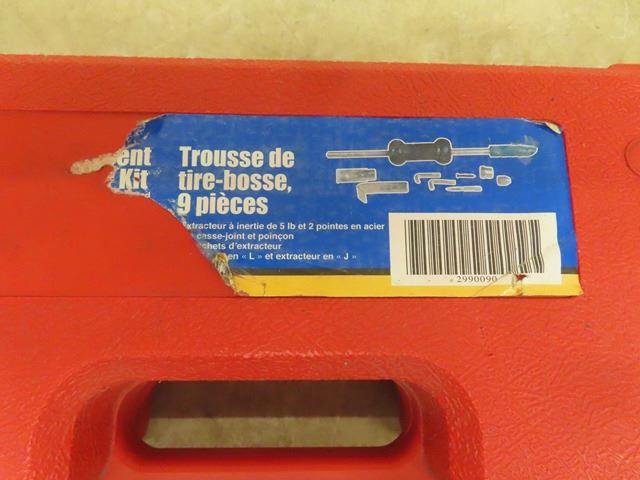 Kit
Trousse de
tire-bosse,
9 pièces
extracteur à inertie de 5 lb et 2 pointes en acier
casse-joint et poinçon
chets d'extracteur
en « L » et extracteur en « J »
2990090